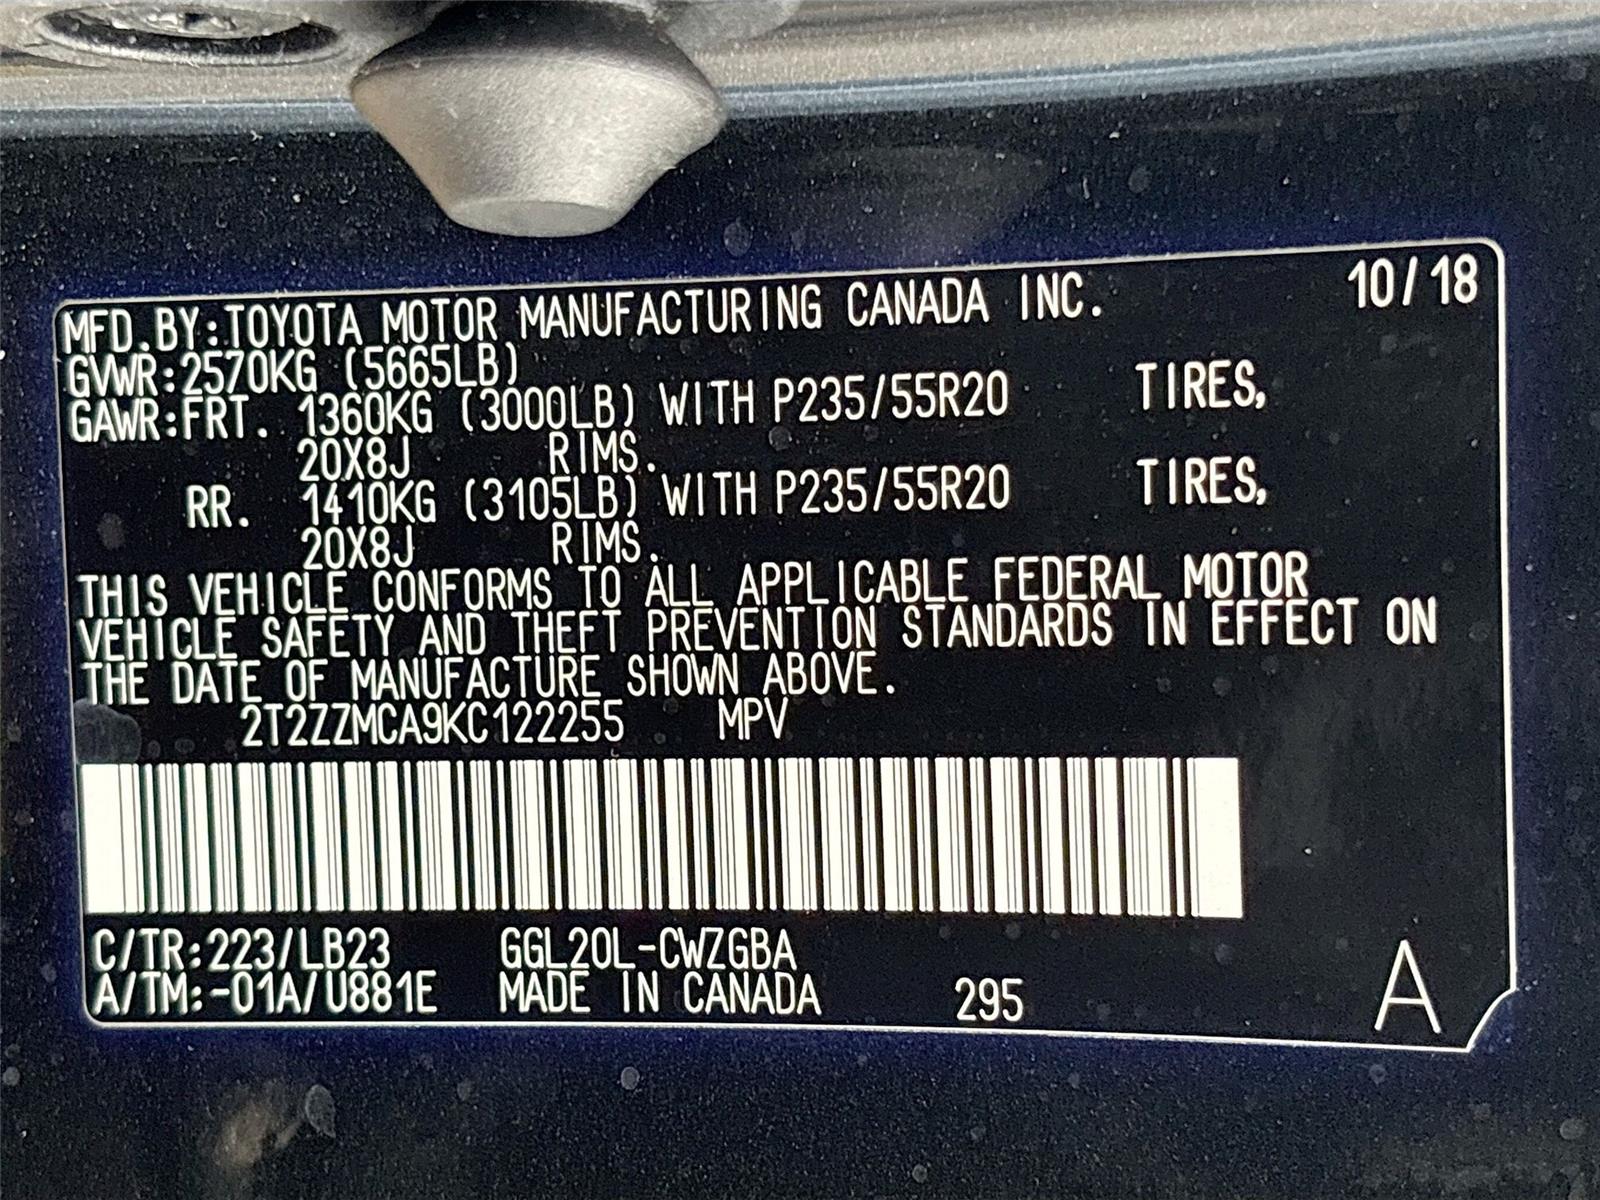 MFD.BY:TOYOTA MOTOR MANUFACTURING CANADA INC. 10/18
GVWR:2570KG (5665LB)
GAWR:FRT. 1360KG (3000LB) WITH P235/55R20 TIRES,
20X8J RIMS.
RR. 1410KG (3105LB) WITH P235/55R20 TIRES,
20X8J RIMS.
THIS VEHICLE CONFORMS TO ALL APPLICABLE FEDERAL MOTOR
VEHICLE SAFETY AND THEFT PREVENTION STANDARDS IN EFFECT ON
THE DATE OF MANUFACTURE SHOWN ABOVE.
2T2ZZMCA9KC122255 MPV
C/TR:223/LB23 GGL20L-CWZGBA
A/TM:-01A/U881E MADE IN CANADA 295 A